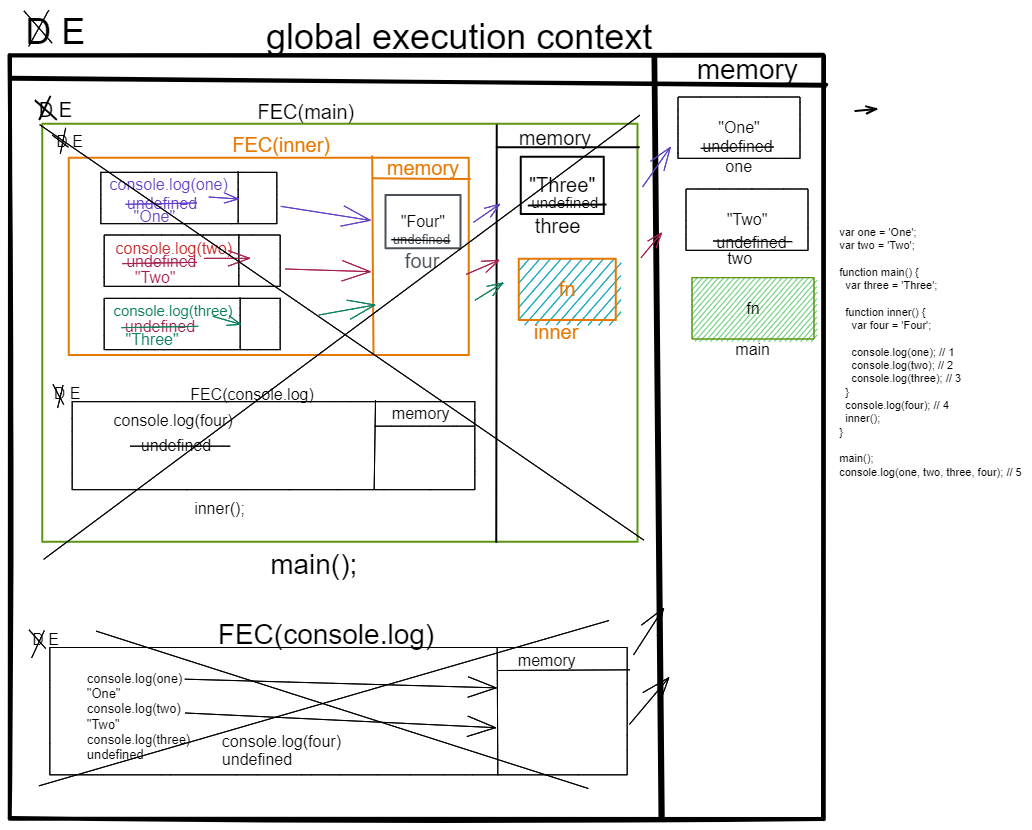 D E
global execution context
memory
D E
FEC(main)
D E
FEC(inner)
memory
memory
console.log(one)
undefined
"One"
console.log(two)
undefined
"Two"
console.log(three)
undefined
"Three"
"Four"
undefined
four
"Three"
undefined
three
fn
inner
"One"
undefined
one
"Two"
undefined
two
fn
main
D E
FEC(console.log)
console.log(four)
undefined
memory
inner();
main();
D E
FEC(console.log)
memory
console.log(one)
"One"
console.log(two)
"Two"
console.log(three)
undefined
console.log(four)
undefined
var one = 'One';
var two = 'Two';
function main() {
var three = 'Three';
function inner() {
var four = 'Four';
console.log(one); // 1
console.log(two); // 2
console.log(three); // 3
}
console.log(four); // 4
inner();
}
main();
console.log(one, two, three, four); // 5